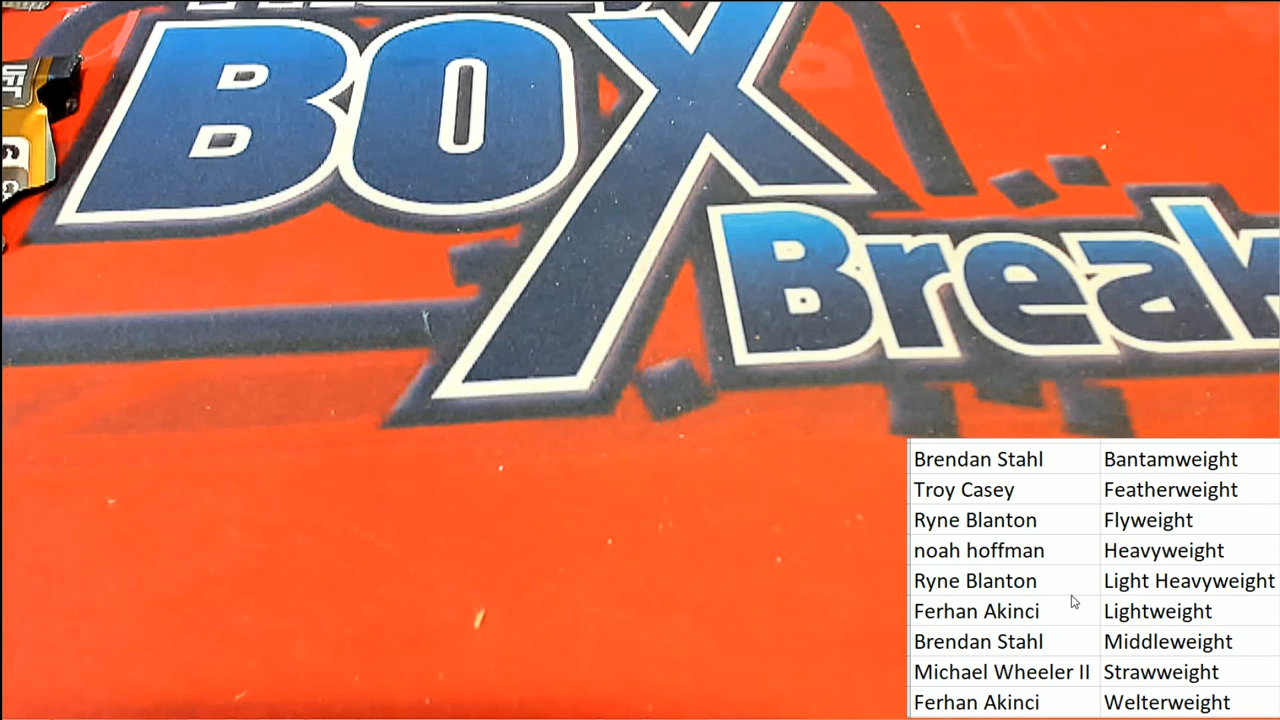 BOX
Break
UFC
Brendan Stahl Bantamweight
Troy Casey Featherweight
Ryne Blanton Flyweight
noah hoffman Heavyweight
Ryne Blanton Light Heavyweight
Ferhan Akinci Lightweight
Brendan Stahl Middleweight
Michael Wheeler II Strawweight
Ferhan Akinci Welterweight